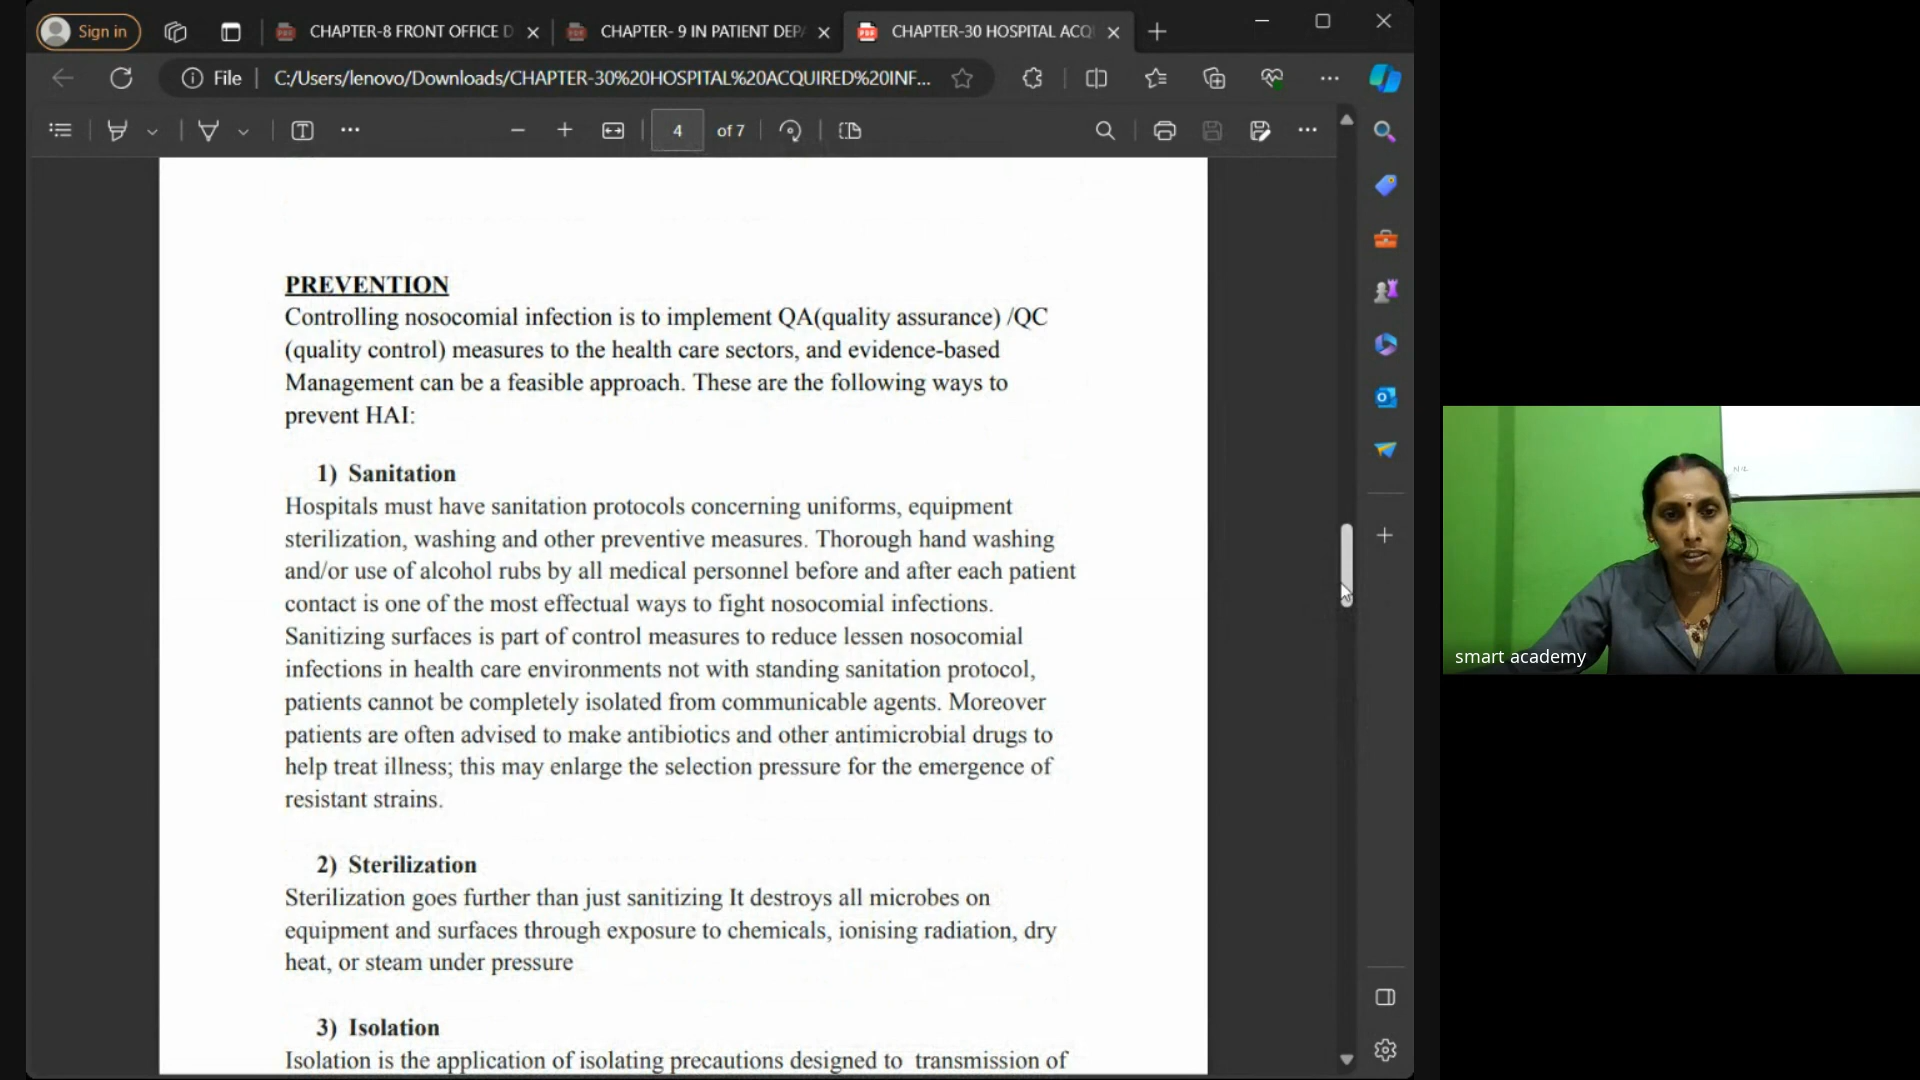 Sign in
CHAPTER-8 FRONT OFFICE D
CHAPTER- 9 IN PATIENT DEPA
CHAPTER-30 HOSPITAL ACQU
File
C:/Users/lenovo/Downloads/CHAPTER-30%20HOSPITAL%20ACQUIRED%20INF...
4 of 7
PREVENTION
Controlling nosocomial infection is to implement QA(quality assurance) /QC
(quality control) measures to the health care sectors, and evidence-based
Management can be a feasible approach. These are the following ways to
prevent HAI:
1) Sanitation
Hospitals must have sanitation protocols concerning uniforms, equipment
sterilization, washing and other preventive measures. Thorough hand washing
and/or use of alcohol rubs by all medical personnel before and after each patient
contact is one of the most effectual ways to fight nosocomial infections.
Sanitizing surfaces is part of control measures to reduce lessen nosocomial
infections in health care environments not with standing sanitation protocol,
patients cannot be completely isolated from communicable agents. Moreover
patients are often advised to make antibiotics and other antimicrobial drugs to
help treat illness; this may enlarge the selection pressure for the emergence of
resistant strains.
2) Sterilization
Sterilization goes further than just sanitizing It destroys all microbes on
equipment and surfaces through exposure to chemicals, ionising radiation, dry
heat, or steam under pressure
3) Isolation
Isolation is the application of isolating precautions designed to transmission of
smart academy